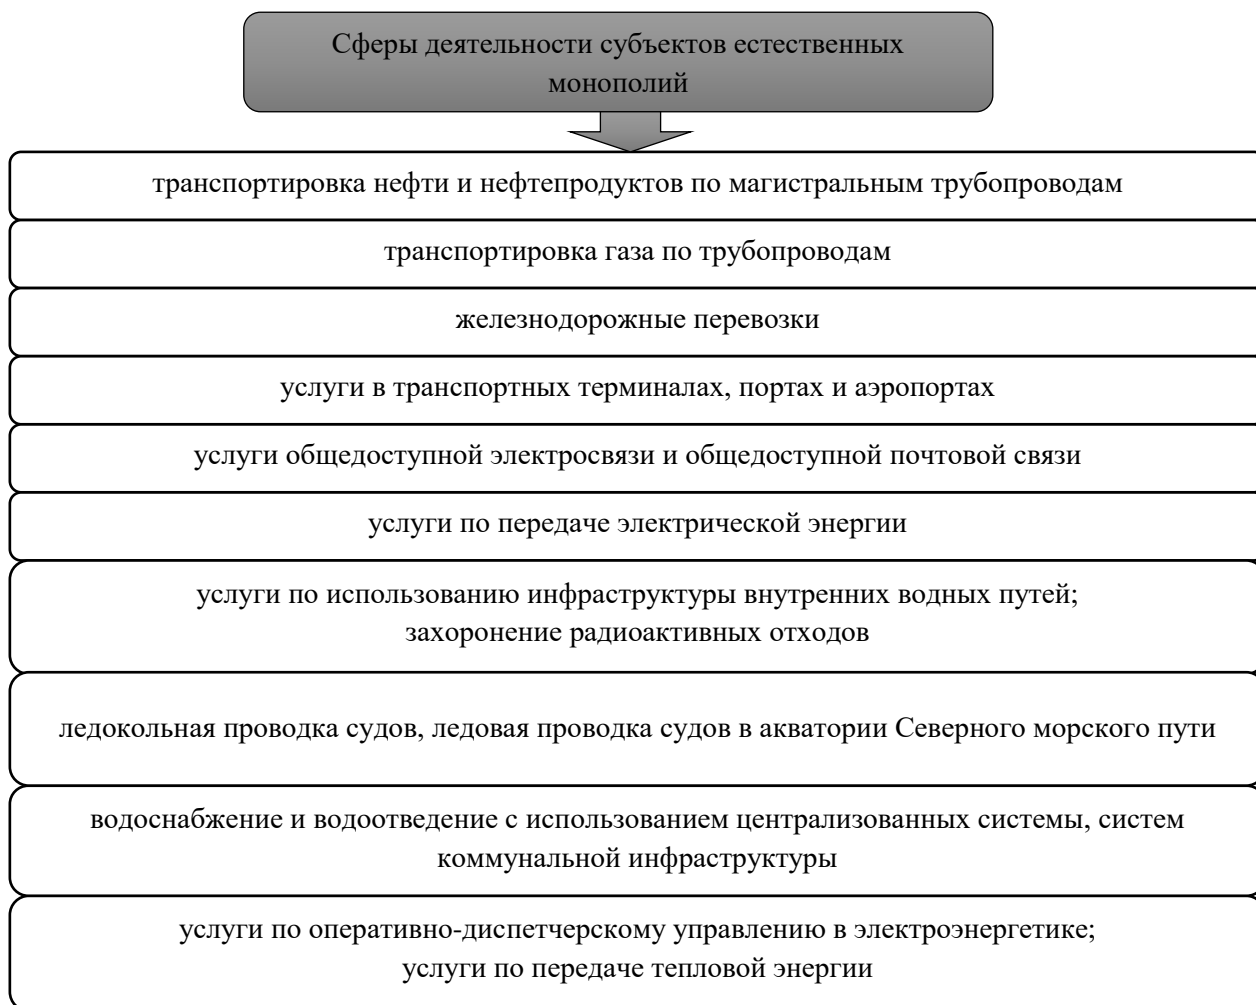 Сферы деятельности субъектов естественных
монополий
транспортировка нефти и нефтепродуктов по магистральным трубопроводам
транспортировка газа по трубопроводам
железнодорожные перевозки
услуги в транспортных терминалах, портах и аэропортах
услуги общедоступной электросвязи и общедоступной почтовой связи
услуги по передаче электрической энергии
услуги по использованию инфраструктуры внутренних водных путей;
захоронение радиоактивных отходов
ледокольная проводка судов, ледовая проводка судов в акватории Северного морского пути
водоснабжение и водоотведение с использованием централизованных системы, систем
коммунальной инфраструктуры
услуги по оперативно-диспетчерскому управлению в электроэнергетике;
услуги по передаче тепловой энергии